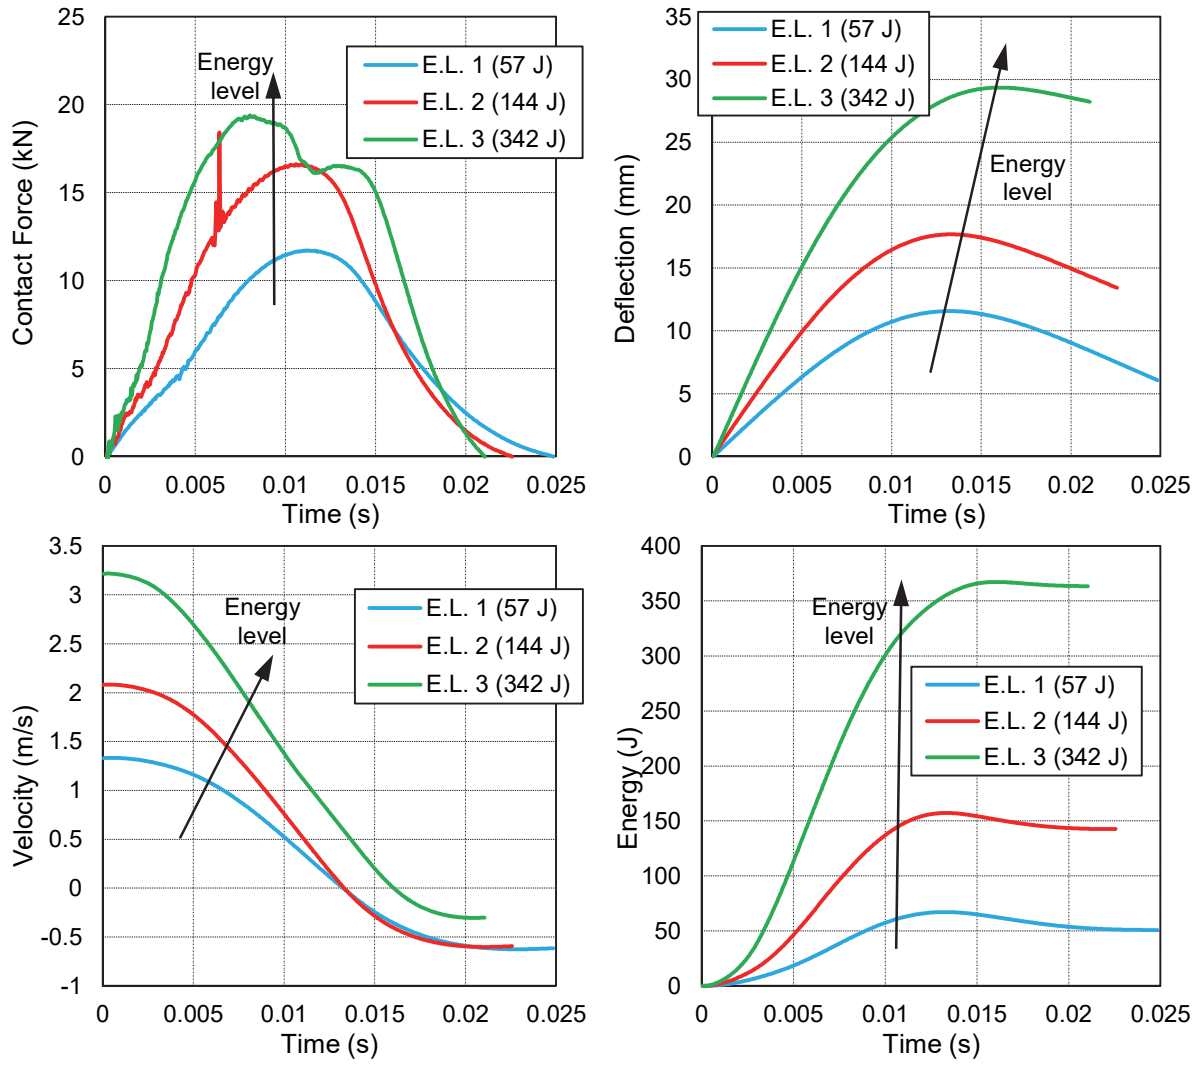 25
20
15
10
5
0
Contact Force (kN)
Energy
level
E.L. 1 (57 J)
E.L. 2 (144 J)
E.L. 3 (342 J)
0
0.005
0.01
0.015
0.02
0.025
Time (s)
35
30
25
20
15
10
5
0
Deflection (mm)
E.L. 1 (57 J)
E.L. 2 (144 J)
E.L. 3 (342 J)
Energy
level
0
0.005
0.01
0.015
0.02
0.025
Time (s)
3.5
3
2.5
2
1.5
1
0.5
0
-0.5
-1
Velocity (m/s)
Energy
level
E.L. 1 (57 J)
E.L. 2 (144 J)
E.L. 3 (342 J)
0
0.005
0.01
0.015
0.02
0.025
Time (s)
400
350
300
250
200
150
100
50
0
Energy (J)
Energy
level
E.L. 1 (57 J)
E.L. 2 (144 J)
E.L. 3 (342 J)
0
0.005
0.01
0.015
0.02
0.025
Time (s)